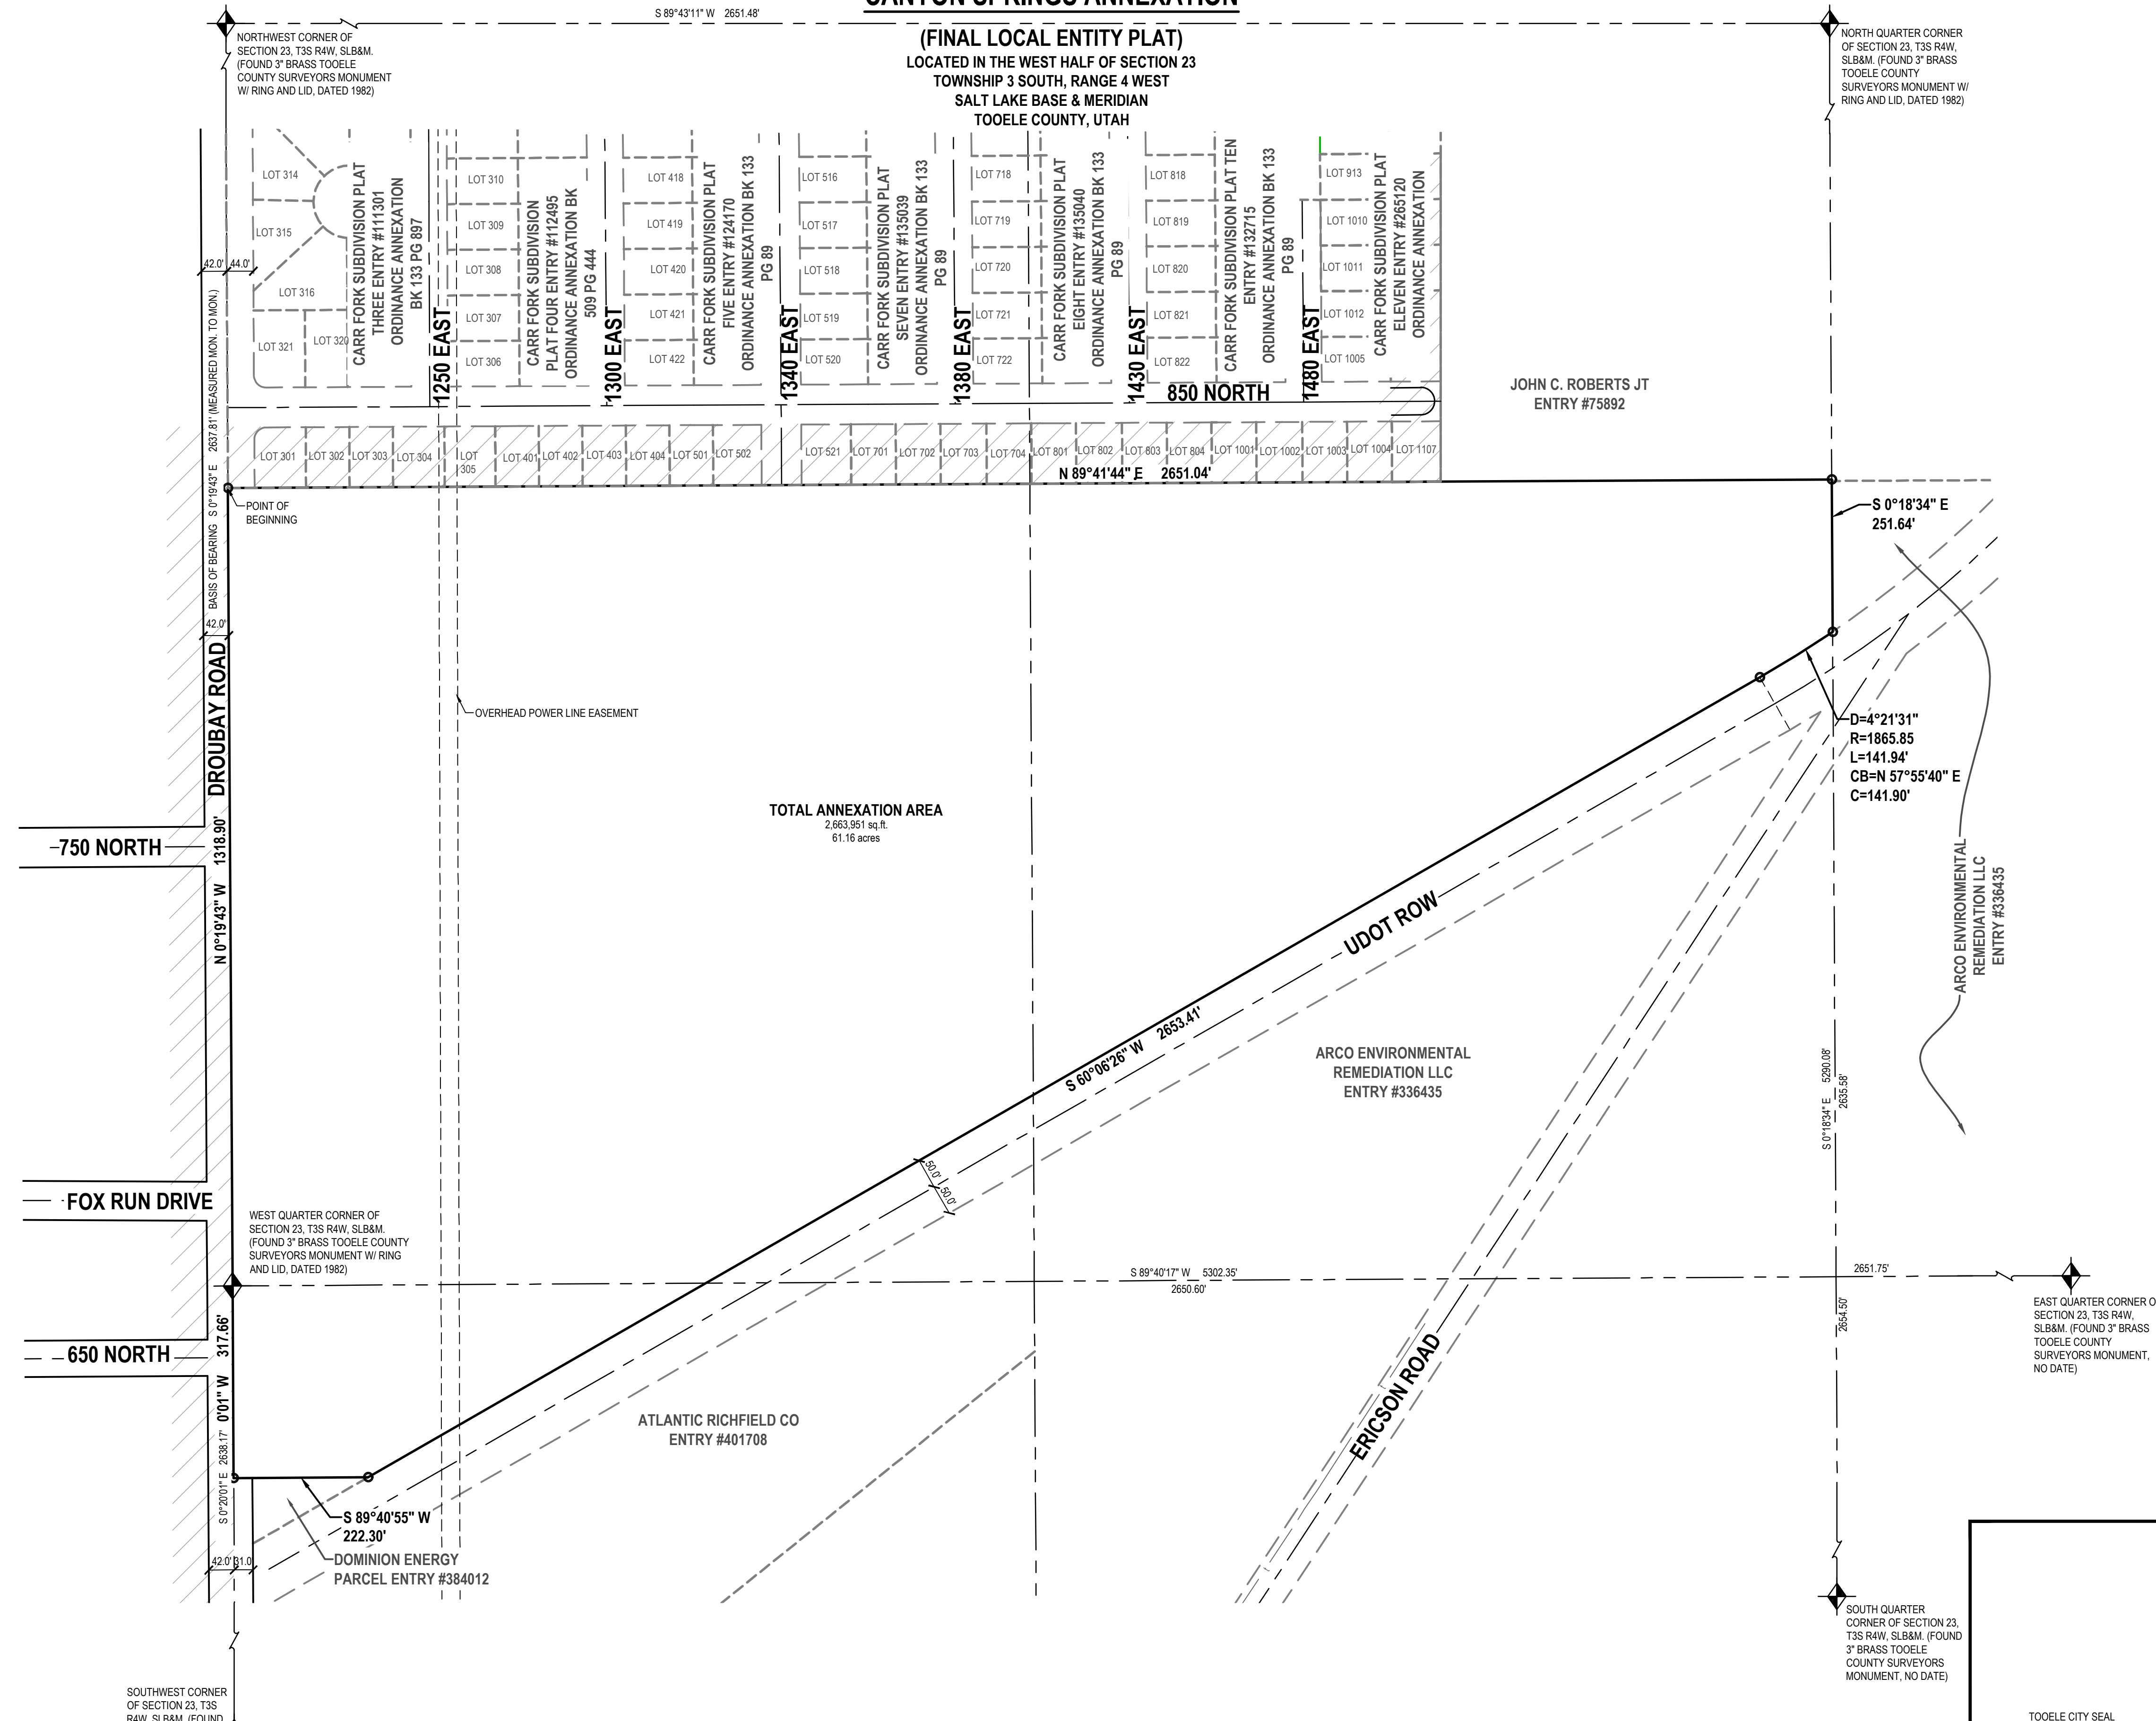 CANYON SPRINGS ANNEXATION
(FINAL LOCAL ENTITY PLAT)
LOCATED IN THE WEST HALF OF SECTION 23
TOWNSHIP 3 SOUTH, RANGE 4 WEST
SALT LAKE BASE & MERIDIAN
TOOELE COUNTY, UTAH
S 89°43'11" W 2651.48'
NORTHWEST CORNER OF
SECTION 23, T3S R4W, SLB&M.
(FOUND 3" BRASS TOOELE
COUNTY SURVEYORS MONUMENT
W/ RING AND LID, DATED 1982)
NORTH QUARTER CORNER
OF SECTION 23, T3S R4W,
SLB&M. (FOUND 3" BRASS
TOOELE COUNTY
SURVEYORS MONUMENT W/
RING AND LID, DATED 1982)
LOT 314
LOT 315
LOT 316
LOT 321
LOT 320
CARR FORK SUBDIVISION PLAT
THREE ENTRY #111301
ORDINANCE ANNEXATION
BK 133 PG 897
1250 EAST
LOT 310
LOT 309
LOT 308
LOT 307
LOT 306
CARR FORK SUBDIVISION
PLAT FOUR ENTRY #112495
ORDINANCE ANNEXATION BK
509 PG 444
1300 EAST
LOT 418
LOT 419
LOT 420
LOT 421
LOT 422
CARR FORK SUBDIVISION PLAT
FIVE ENTRY #124170
ORDINANCE ANNEXATION BK 133
PG 89
1340 EAST
LOT 516
LOT 517
LOT 518
LOT 519
LOT 520
CARR FORK SUBDIVISION PLAT
SEVEN ENTRY #135039
ORDINANCE ANNEXATION BK 133
PG 89
1380 EAST
LOT 718
LOT 719
LOT 720
LOT 721
LOT 722
CARR FORK SUBDIVISION PLAT
EIGHT ENTRY #135040
ORDINANCE ANNEXATION BK 133
PG 89
1430 EAST
LOT 818
LOT 819
LOT 820
LOT 821
LOT 822
CARR FORK SUBDIVISION PLAT TEN
ENTRY #132715
ORDINANCE ANNEXATION BK 133
PG 89
1480 EAST
LOT 913
LOT 1010
LOT 1011
LOT 1012
LOT 1005
CARR FORK SUBDIVISION PLAT
ELEVEN ENTRY #265120
ORDINANCE ANNEXATION
42.0' 44.0'
850 NORTH
JOHN C. ROBERTS JT
ENTRY #75892
LOT 301
LOT 302
LOT 303
LOT 304
LOT
305
LOT 401
LOT 402
LOT 403
LOT 404
LOT 501
LOT 502
LOT 521
LOT 701
LOT 702
LOT 703
LOT 704
LOT 801
LOT 802
LOT 803
LOT 804
LOT 1001
LOT 1002
LOT 1003
LOT 1004
LOT 1107
N 89°41'44" E 2651.04'
POINT OF
BEGINNING
BASIS OF BEARING S 0°19'43" E 2637.81' (MEASURED MON. TO MON.)
42.0'
S 0°18'34" E
251.64'
DROUBAY ROAD
OVERHEAD POWER LINE EASEMENT
D=4°21'31"
R=1865.85
L=141.94'
CB=N 57°55'40" E
C=141.90'
TOTAL ANNEXATION AREA
2,663,951 sq.ft.
61.16 acres
750 NORTH
N 0°19'43" W 1318.90'
UDOT ROW
ARCO ENVIRONMENTAL
REMEDIATION LLC
ENTRY #336435
S 60°06'26" W 2653.41'
ARCO ENVIRONMENTAL
REMEDIATION LLC
ENTRY #336435
S 0°18'34" E 5290.08'
2635.58'
50.0'
50.0'
FOX RUN DRIVE
WEST QUARTER CORNER OF
SECTION 23, T3S R4W, SLB&M.
(FOUND 3" BRASS TOOELE COUNTY
SURVEYORS MONUMENT W/ RING
AND LID, DATED 1982)
S 89°40'17" W 5302.35'
2650.60'
2651.75'
2654.50'
EAST QUARTER CORNER O
SECTION 23, T3S R4W,
SLB&M. (FOUND 3" BRASS
TOOELE COUNTY
SURVEYORS MONUMENT,
NO DATE)
650 NORTH
0'01" W 317.66'
S 0°20'01" E 2638.17'
ERICSON ROAD
ATLANTIC RICHFIELD CO
ENTRY #401708
S 89°40'55" W
222.30'
DOMINION ENERGY
PARCEL ENTRY #384012
42.0' 31.0
SOUTH QUARTER
CORNER OF SECTION 23,
T3S R4W, SLB&M. (FOUND
3" BRASS TOOELE
COUNTY SURVEYORS
MONUMENT, NO DATE)
SOUTHWEST CORNER
OF SECTION 23, T3S
R4W, SLB&M. (FOUND
TOOELE CITY SEAL